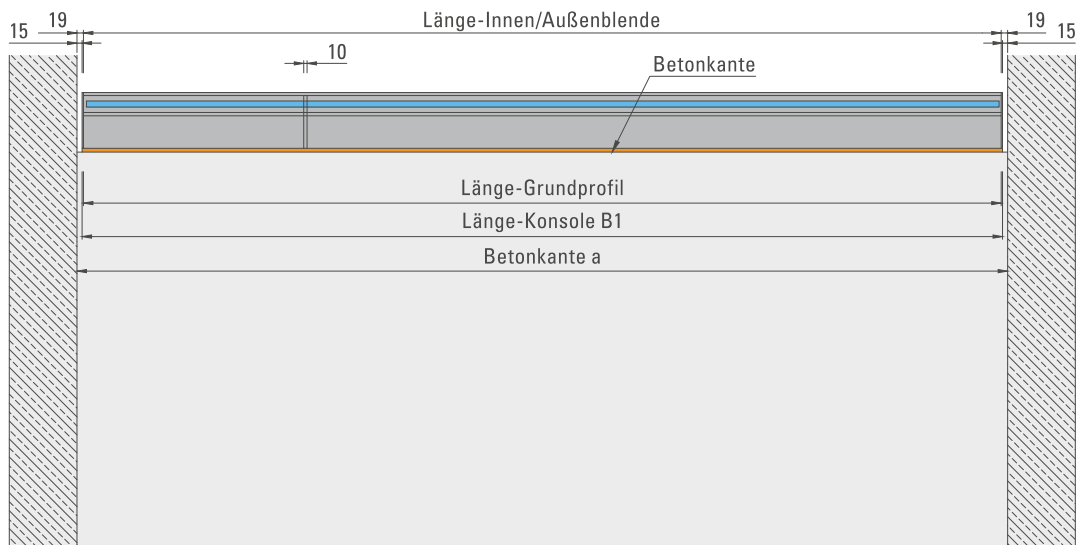 Länge-Innen/Außenblende
19
19
15
15
10
Betonkante
Länge-Grundprofil
Länge-Konsole B1
Betonkante a